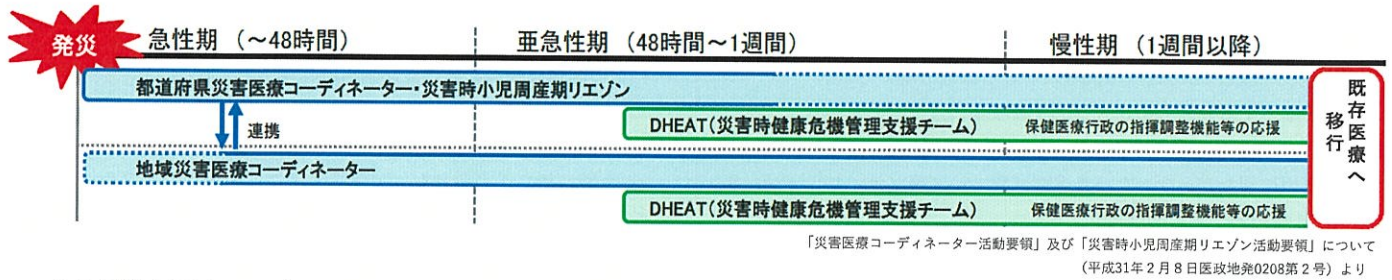 発災
急性期 (～48時間)
亜急性期 (48時間～1週間)
慢性期 (1週間以降)
都道府県災害医療コーディネーター・災害時小児周産期リエゾン
連携
DHEAT(災害時健康危機管理支援チーム) 保健医療行政の指揮調整機能等の応援
地域災害医療コーディネーター
DHEAT(災害時健康危機管理支援チーム) 保健医療行政の指揮調整機能等の応援
既存医療へ
移行
「災害医療コーディネーター活動要領」及び「災害時小児周産期リエゾン活動要領」について
(平成31年2月8日医政地発0208第2号) より